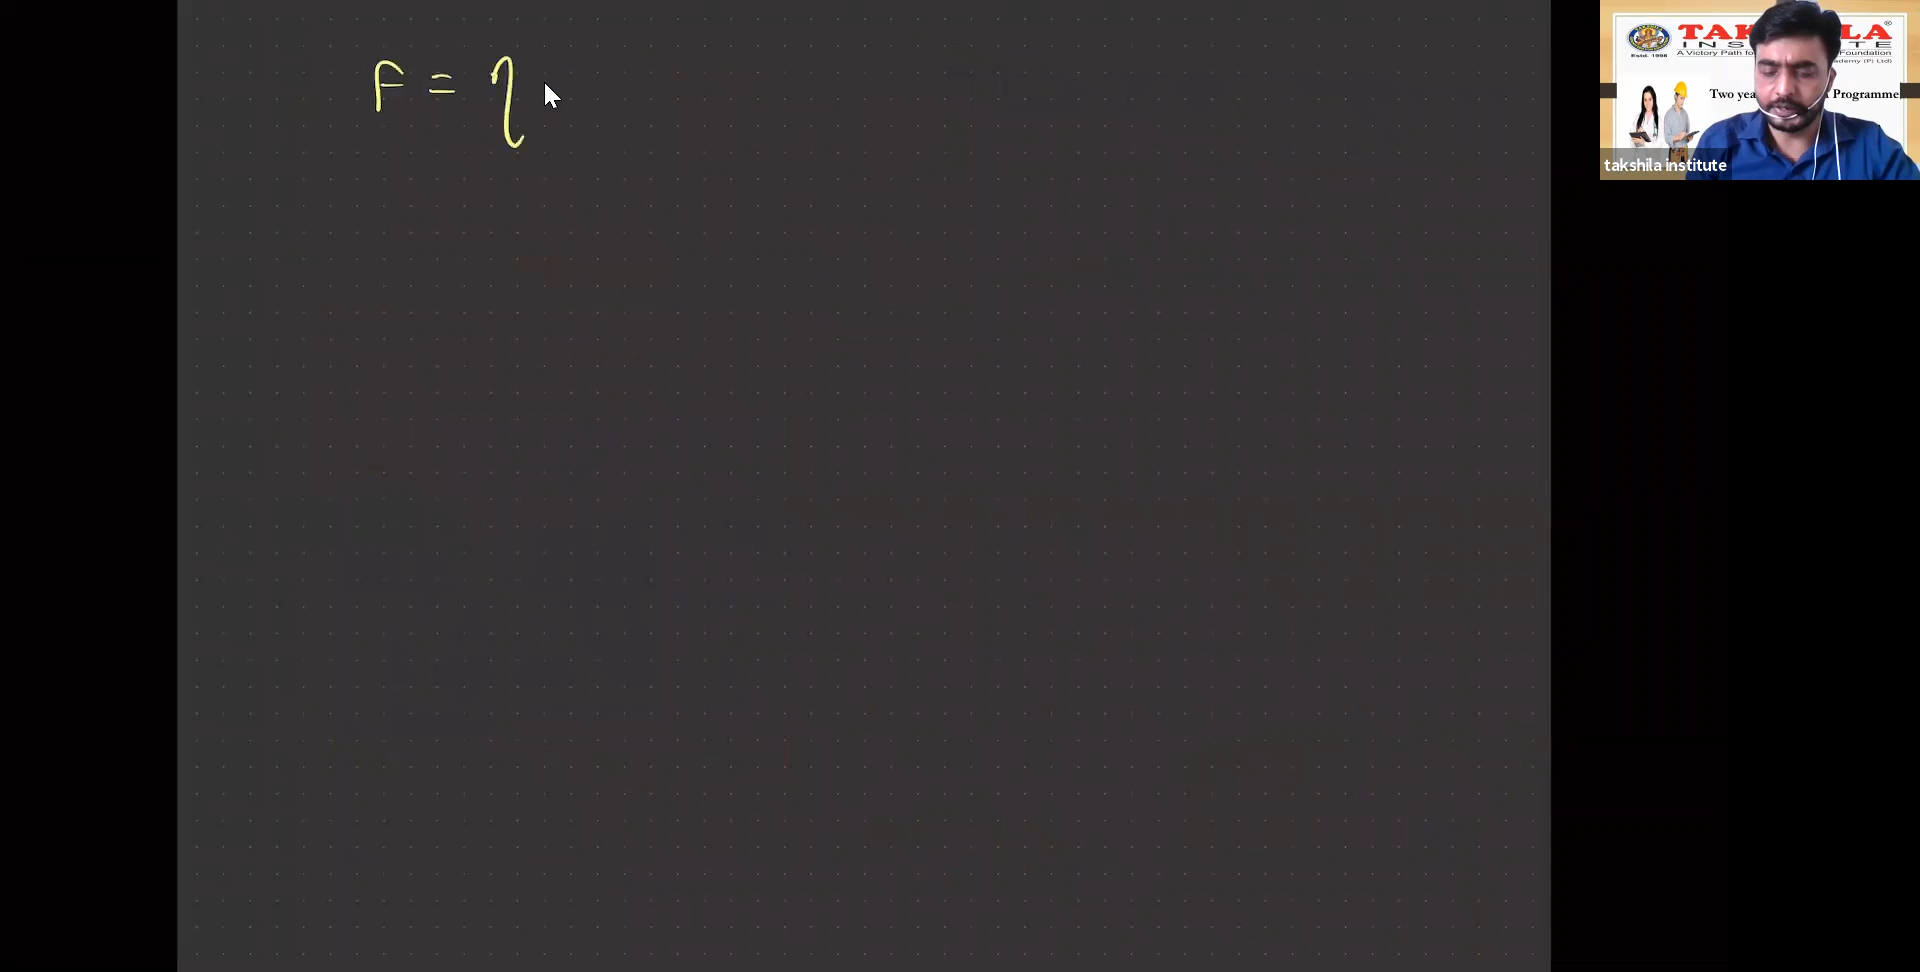 F = η
TAK LA ®
INS TE
Estd. 1998
A Victory Path fo Foundation
ademy (P) Ltd)
Two yea Programme
takshila institute